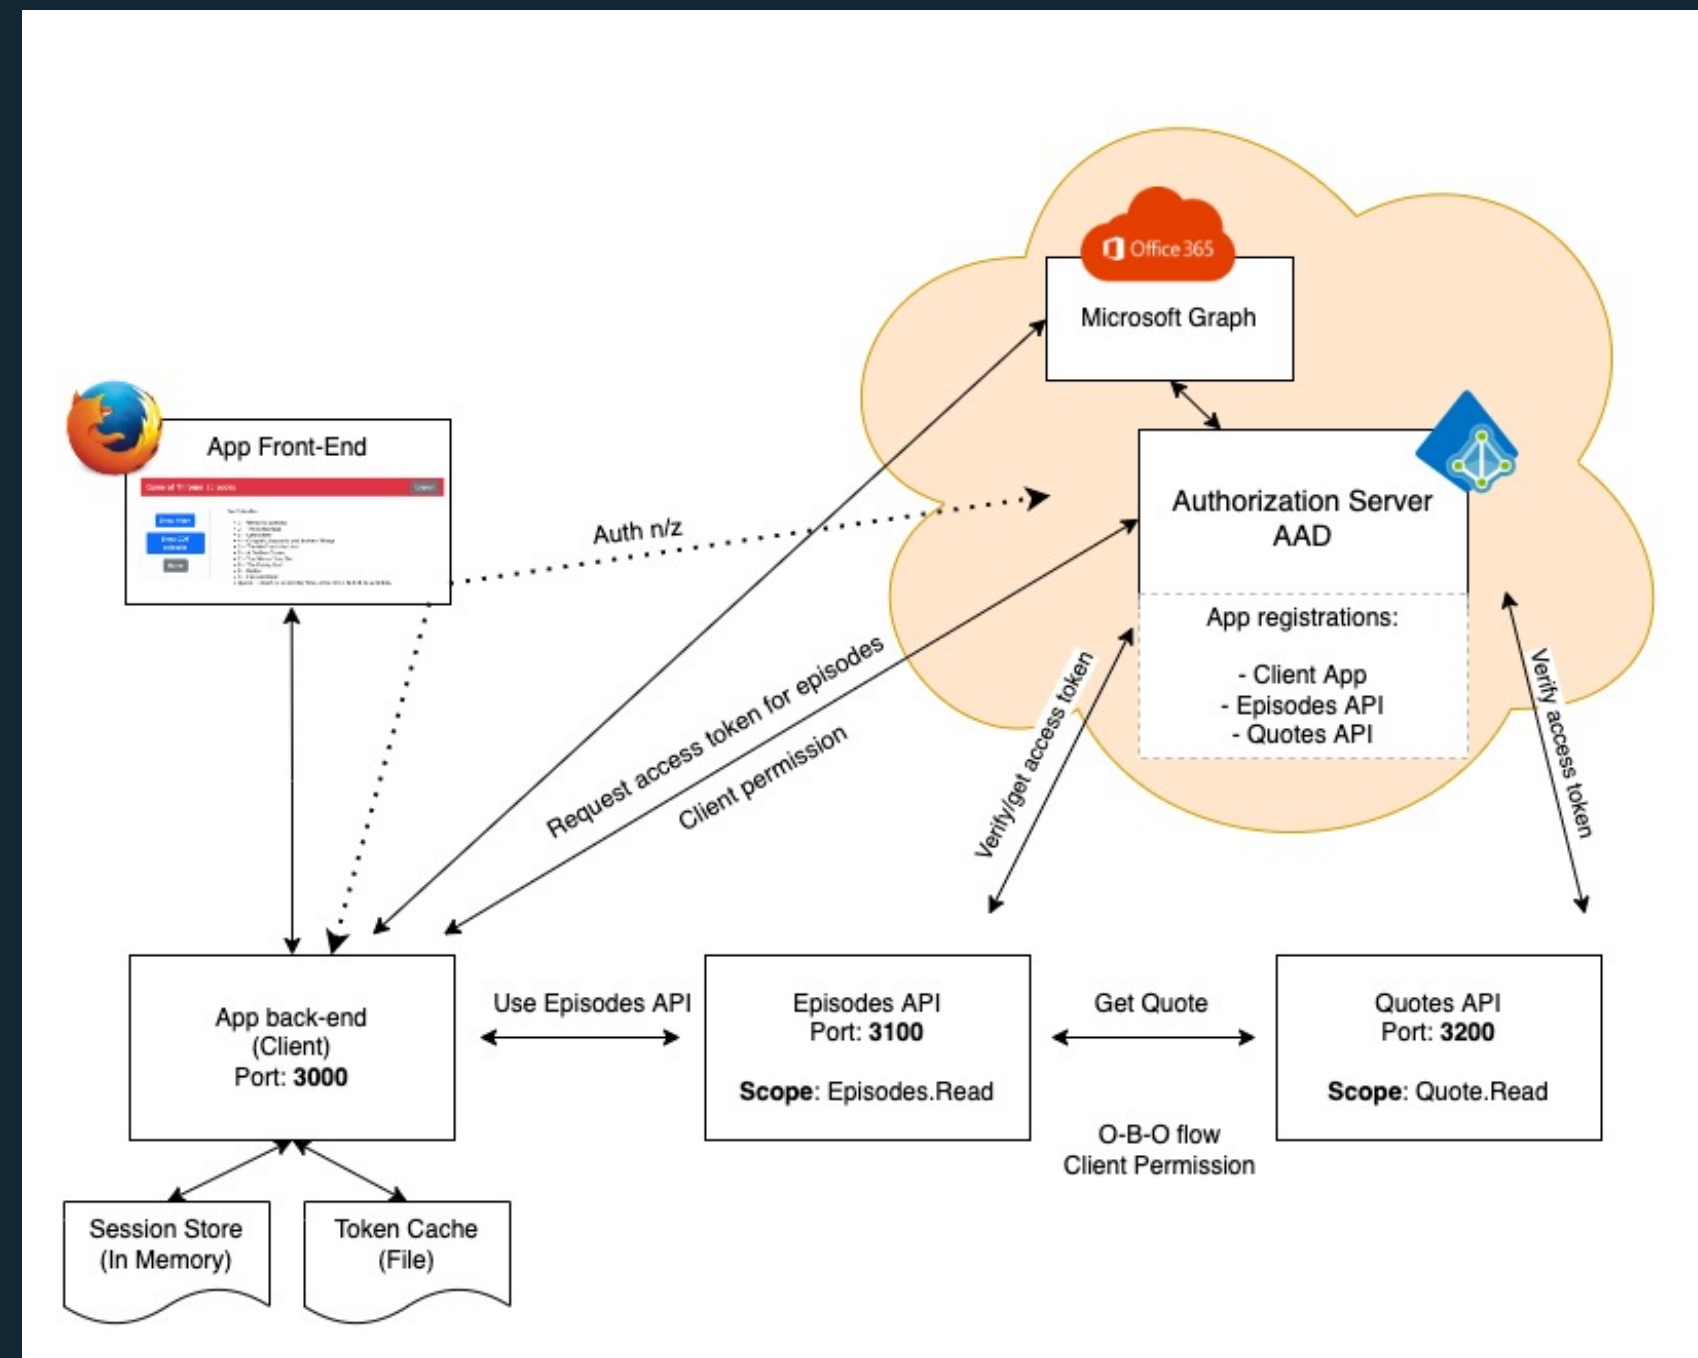 Office 365
Microsoft Graph
App Front-End
Logout
Home
Auth n/z
Authorization Server
AAD
App registrations:
- Client App
- Episodes API
- Quotes API
Request access token for episodes
Client permission
Verify/get access token
Verify access token
App back-end
(Client)
Port: 3000
Use Episodes API
Episodes API
Port: 3100
Scope: Episodes.Read
Get Quote
O-B-O flow
Client Permission
Quotes API
Port: 3200
Scope: Quote.Read
Session Store
(In Memory)
Token Cache
(File)